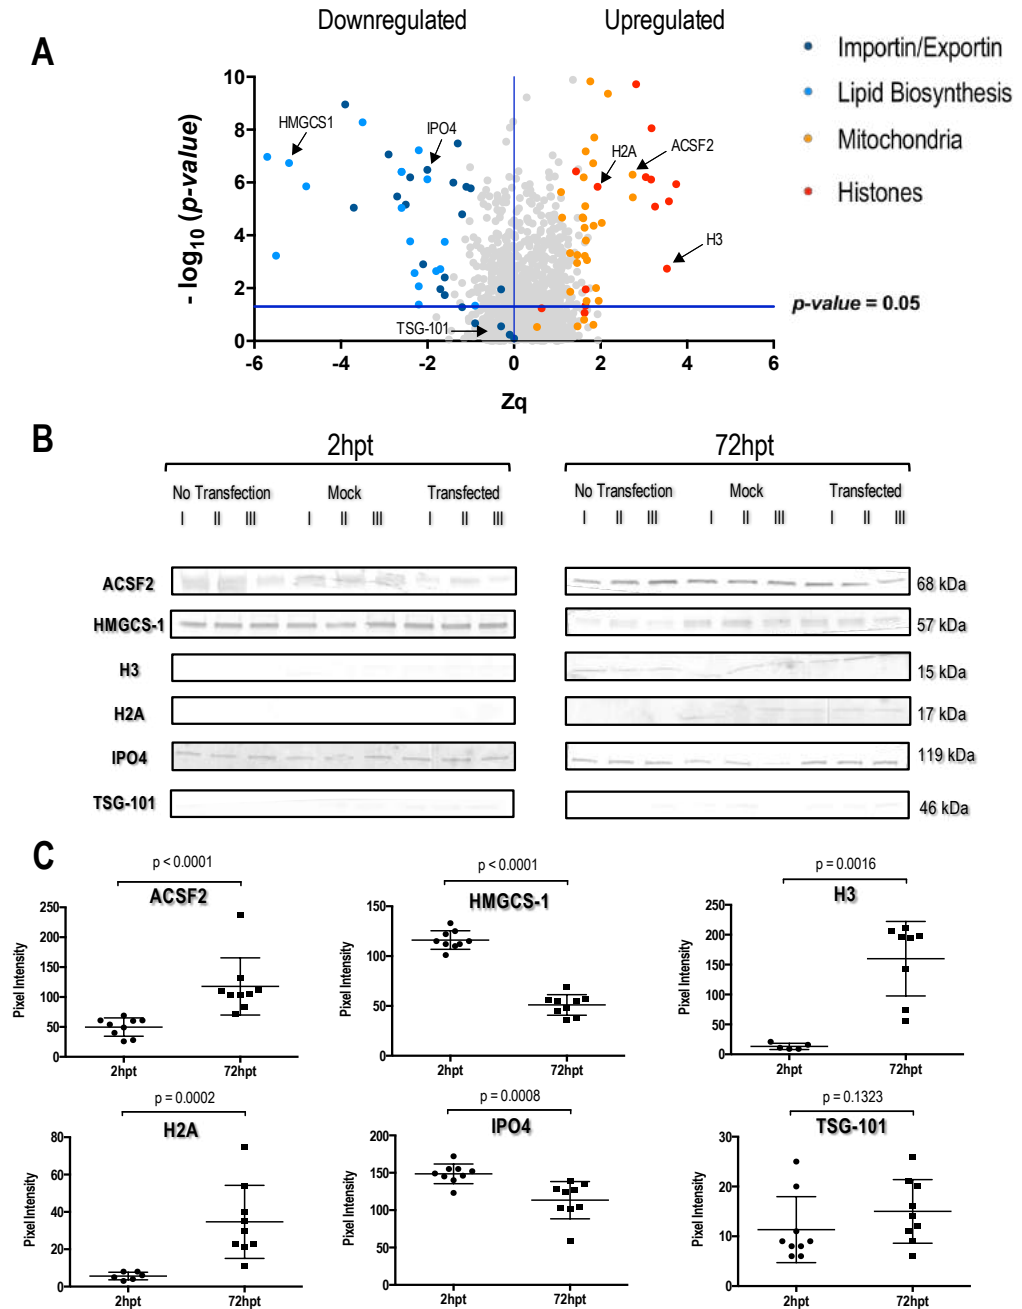 Downregulated Upregulated
A
Importin/Exportin
Lipid Biosynthesis
Mitochondria
Histones
- log10 (p-value)
10
8
6
4
2
0
HMGCS1
IPO4
H2A
ACSF2
H3
TSG-101
p-value = 0.05
-6 -4 -2 0 2 4 6
Zq
B
2hpt 72hpt
No Transfection Mock Transfected No Transfection Mock Transfected
I II III I II III I II III I II III I II III I II III
ACSF2 68 kDa
HMGCS-1 57 kDa
H3 15 kDa
H2A 17 kDa
IPO4 119 kDa
TSG-101 46 kDa
C
p < 0.0001
ACSF2
Pixel Intensity
250
200
150
100
50
0
2hpt 72hpt
p < 0.0001
HMGCS-1
Pixel Intensity
150
100
50
0
2hpt 72hpt
p = 0.0016
H3
Pixel Intensity
250
200
150
100
50
0
2hpt 72hpt
p = 0.0002
H2A
Pixel Intensity
80
60
40
20
0
2hpt 72hpt
p = 0.0008
IPO4
Pixel Intensity
200
150
100
50
0
2hpt 72hpt
p = 0.1323
TSG-101
Pixel Intensity
30
20
10
0
2hpt 72hpt